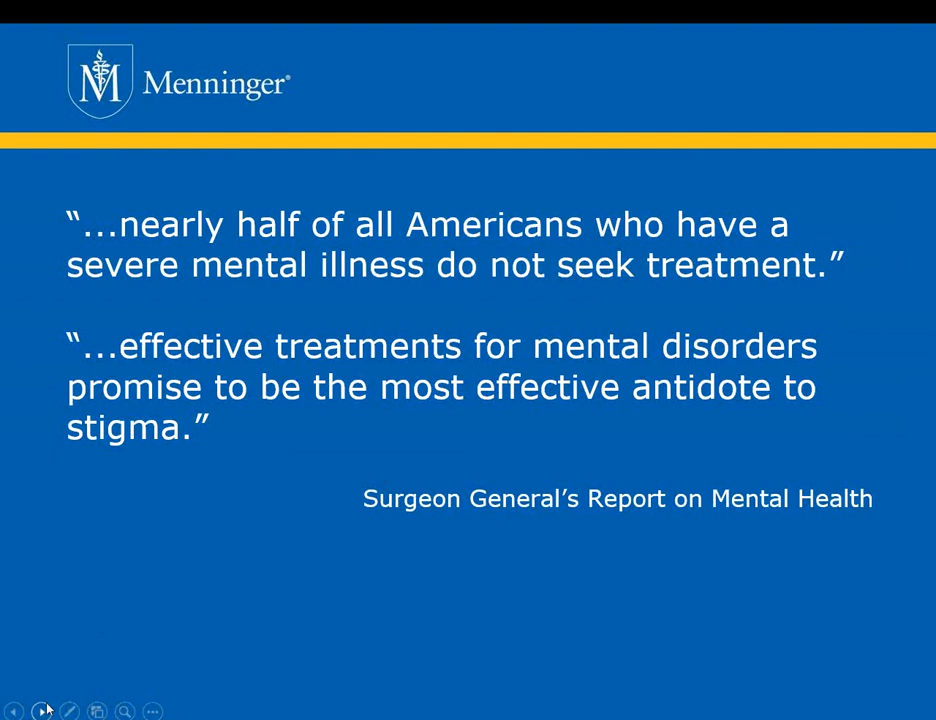 M Menninger®
“...nearly half of all Americans who have a
severe mental illness do not seek treatment.”
“...effective treatments for mental disorders
promise to be the most effective antidote to
stigma.”
Surgeon General’s Report on Mental Health